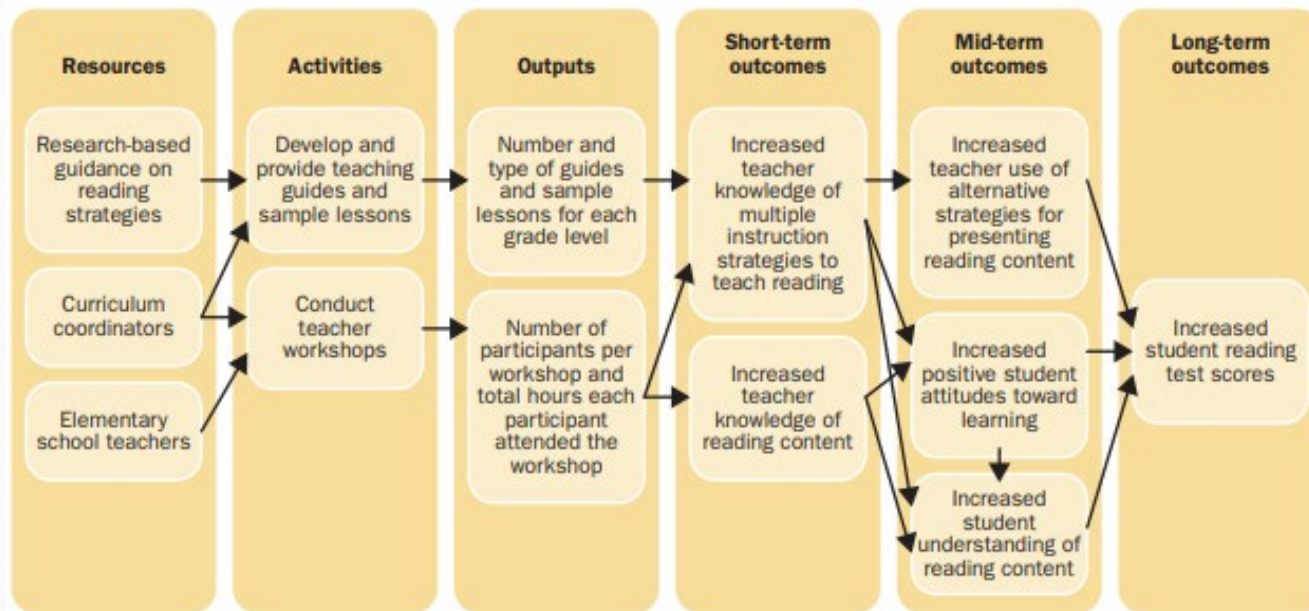 Resources
Research-based
guidance on
reading
strategies
Curriculum
coordinators
Elementary
school teachers
Activities
Develop and
provide teaching
guides and
sample lessons
Conduct
teacher
workshops
Outputs
Number and
type of guides
and sample
lessons for each
grade level
Number of
participants per
workshop and
total hours each
participant
attended the
workshop
Short-term
outcomes
Increased
teacher
knowledge of
multiple
instruction
strategies to
teach reading
Increased
teacher
knowledge of
reading content
Mid-term
outcomes
Increased
teacher use of
alternative
strategies for
presenting
reading content
Increased
positive student
attitudes toward
learning
Increased
student
understanding of
reading content
Long-term
outcomes
Increased
student reading
test scores